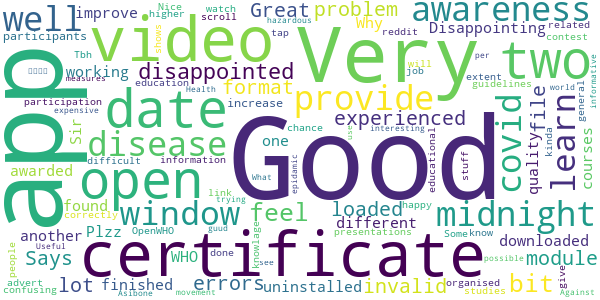 Good
Very
app
certificate
video
date
open
two
awareness
well
provide
disease
window
midnight
learn
covid
problem
disappointed
experienced
format
feel
file
quality
bit
invalid
errors
module
lot
Says
WHO
Plzz
found
another
Sir
improve
participants
Nice
higher
watch
scroll
Great
Why
hazardous
tap
reddit
Disappointing
related
contest
working
shows
Tbh
Health
measures
participation
expensive
education
increase
per
will
job
extent
guidelines
world
general
informative
awarded
difficult
information
chance
one
What
epidamic
interesting
use
educational
stuff
kinda
courses
correctly
link
trying
loaded
different
happy
presentations
Some
know
downloaded
people
advert
confusing
Useful
OpenWHO
guud
done
knowlage
see
finished
uninstalled
Asibone
movement
organised
studies
give
possible
Against